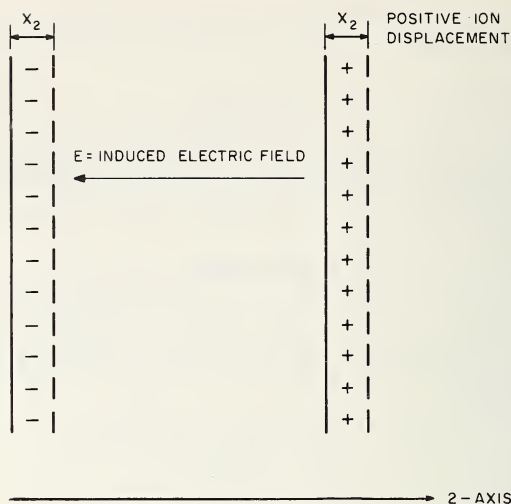 X₂
X₂
POSITIVE ION
DISPLACEMENT
− +
− +
− +
− +
E = INDUCED ELECTRIC FIELD
− +
− +
− +
− +
− +
− +
− +
− +
2 – AXIS